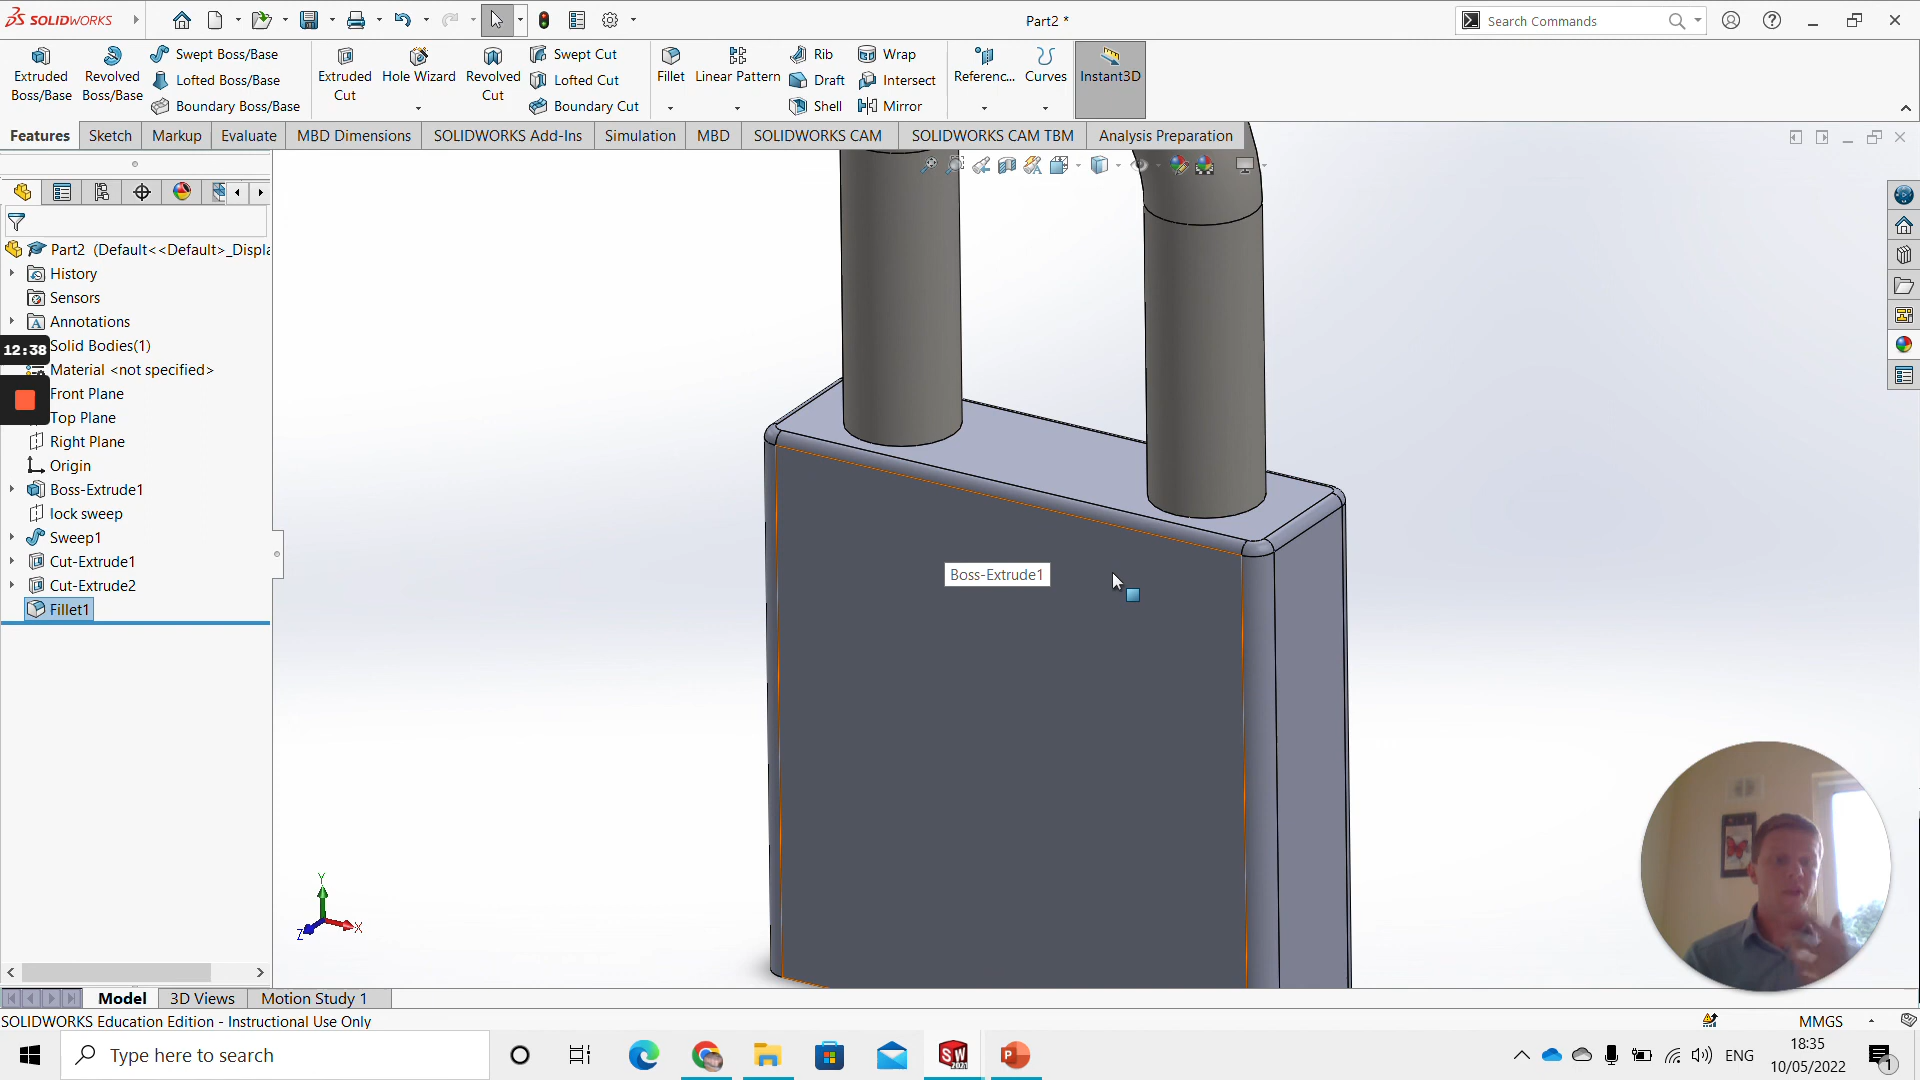 SOLIDWORKS
Part2 *
Search Commands
Extruded Boss/Base
Revolved Boss/Base
Swept Boss/Base
Lofted Boss/Base
Boundary Boss/Base
Extruded Cut
Hole Wizard
Revolved Cut
Swept Cut
Lofted Cut
Boundary Cut
Fillet
Linear Pattern
Rib
Draft
Shell
Wrap
Intersect
Mirror
Referenc...
Curves
Instant3D
Features
Sketch
Markup
Evaluate
MBD Dimensions
SOLIDWORKS Add-Ins
Simulation
MBD
SOLIDWORKS CAM
SOLIDWORKS CAM TBM
Analysis Preparation
Part2 (Default<<Default>_Displa
History
Sensors
Annotations
12:38
Solid Bodies(1)
Material <not specified>
Front Plane
Top Plane
Right Plane
Origin
Boss-Extrude1
lock sweep
Sweep1
Cut-Extrude1
Cut-Extrude2
Fillet1
Boss-Extrude1
Y
X
Z
Model
3D Views
Motion Study 1
SOLIDWORKS Education Edition - Instructional Use Only
MMGS
Type here to search
SW
2021
ENG
18:35
10/05/2022
1